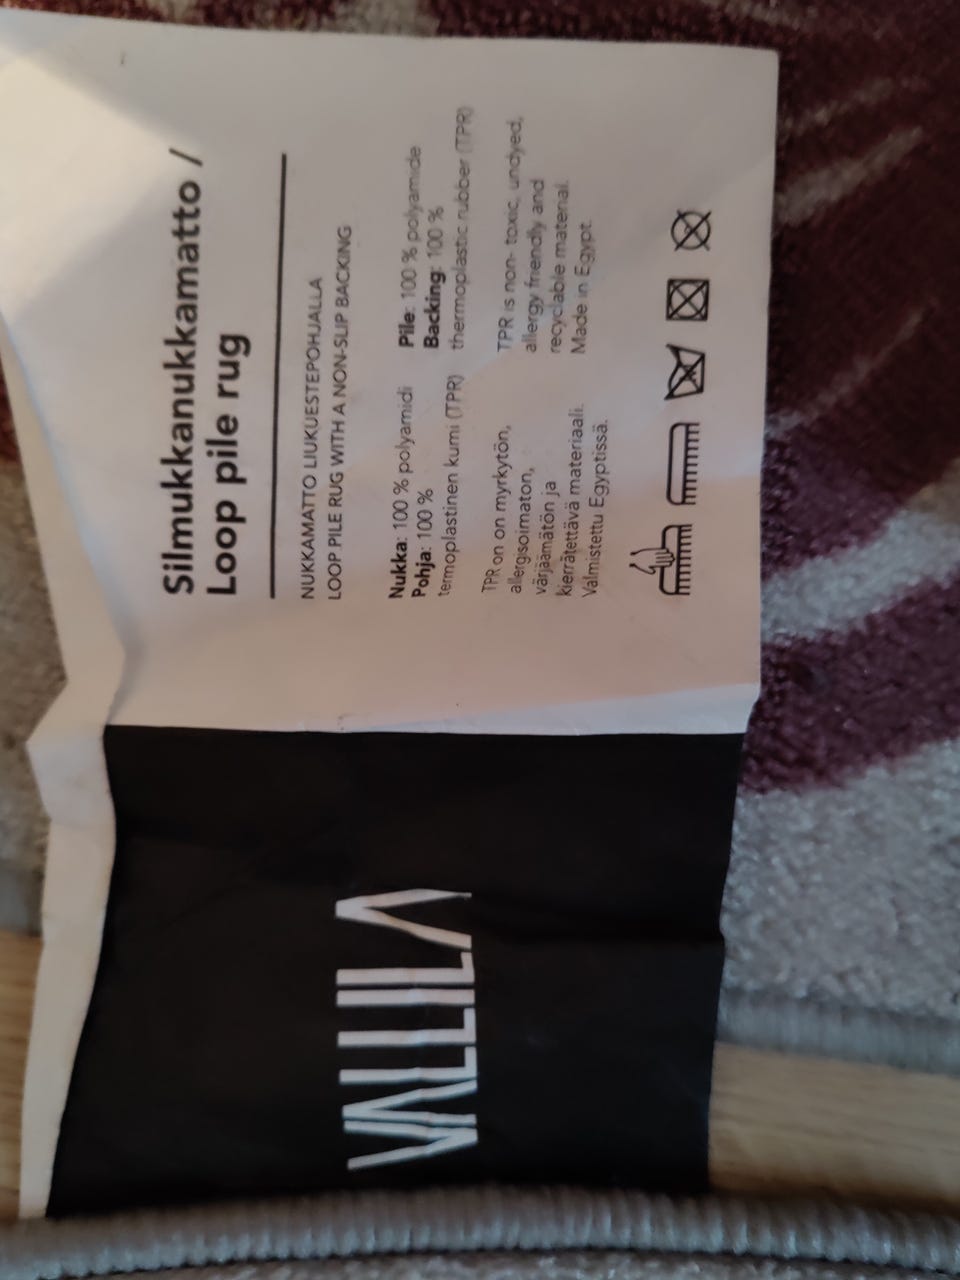 Silmukkanukkamatto /
Loop pile rug
NUKKAMATTO LIUKUESTEPOHJALLA
LOOP PILE RUG WITH A NON-SLIP BACKING
Nukka: 100 % polyamidi
Pohja: 100 %
termoplastinen kumi (TPR)
TPR on on myrkytön,
allergisoimaton,
värjäämätön ja
kierrätettävä materiaali.
Valmistettu Egyptissä.
Pile: 100 % polyamide
Backing: 100 %
thermoplastic rubber (TPR)
TPR is non- toxic, undyed,
allergy friendly and
recyclable material.
Made in Egypt.
VALLILA